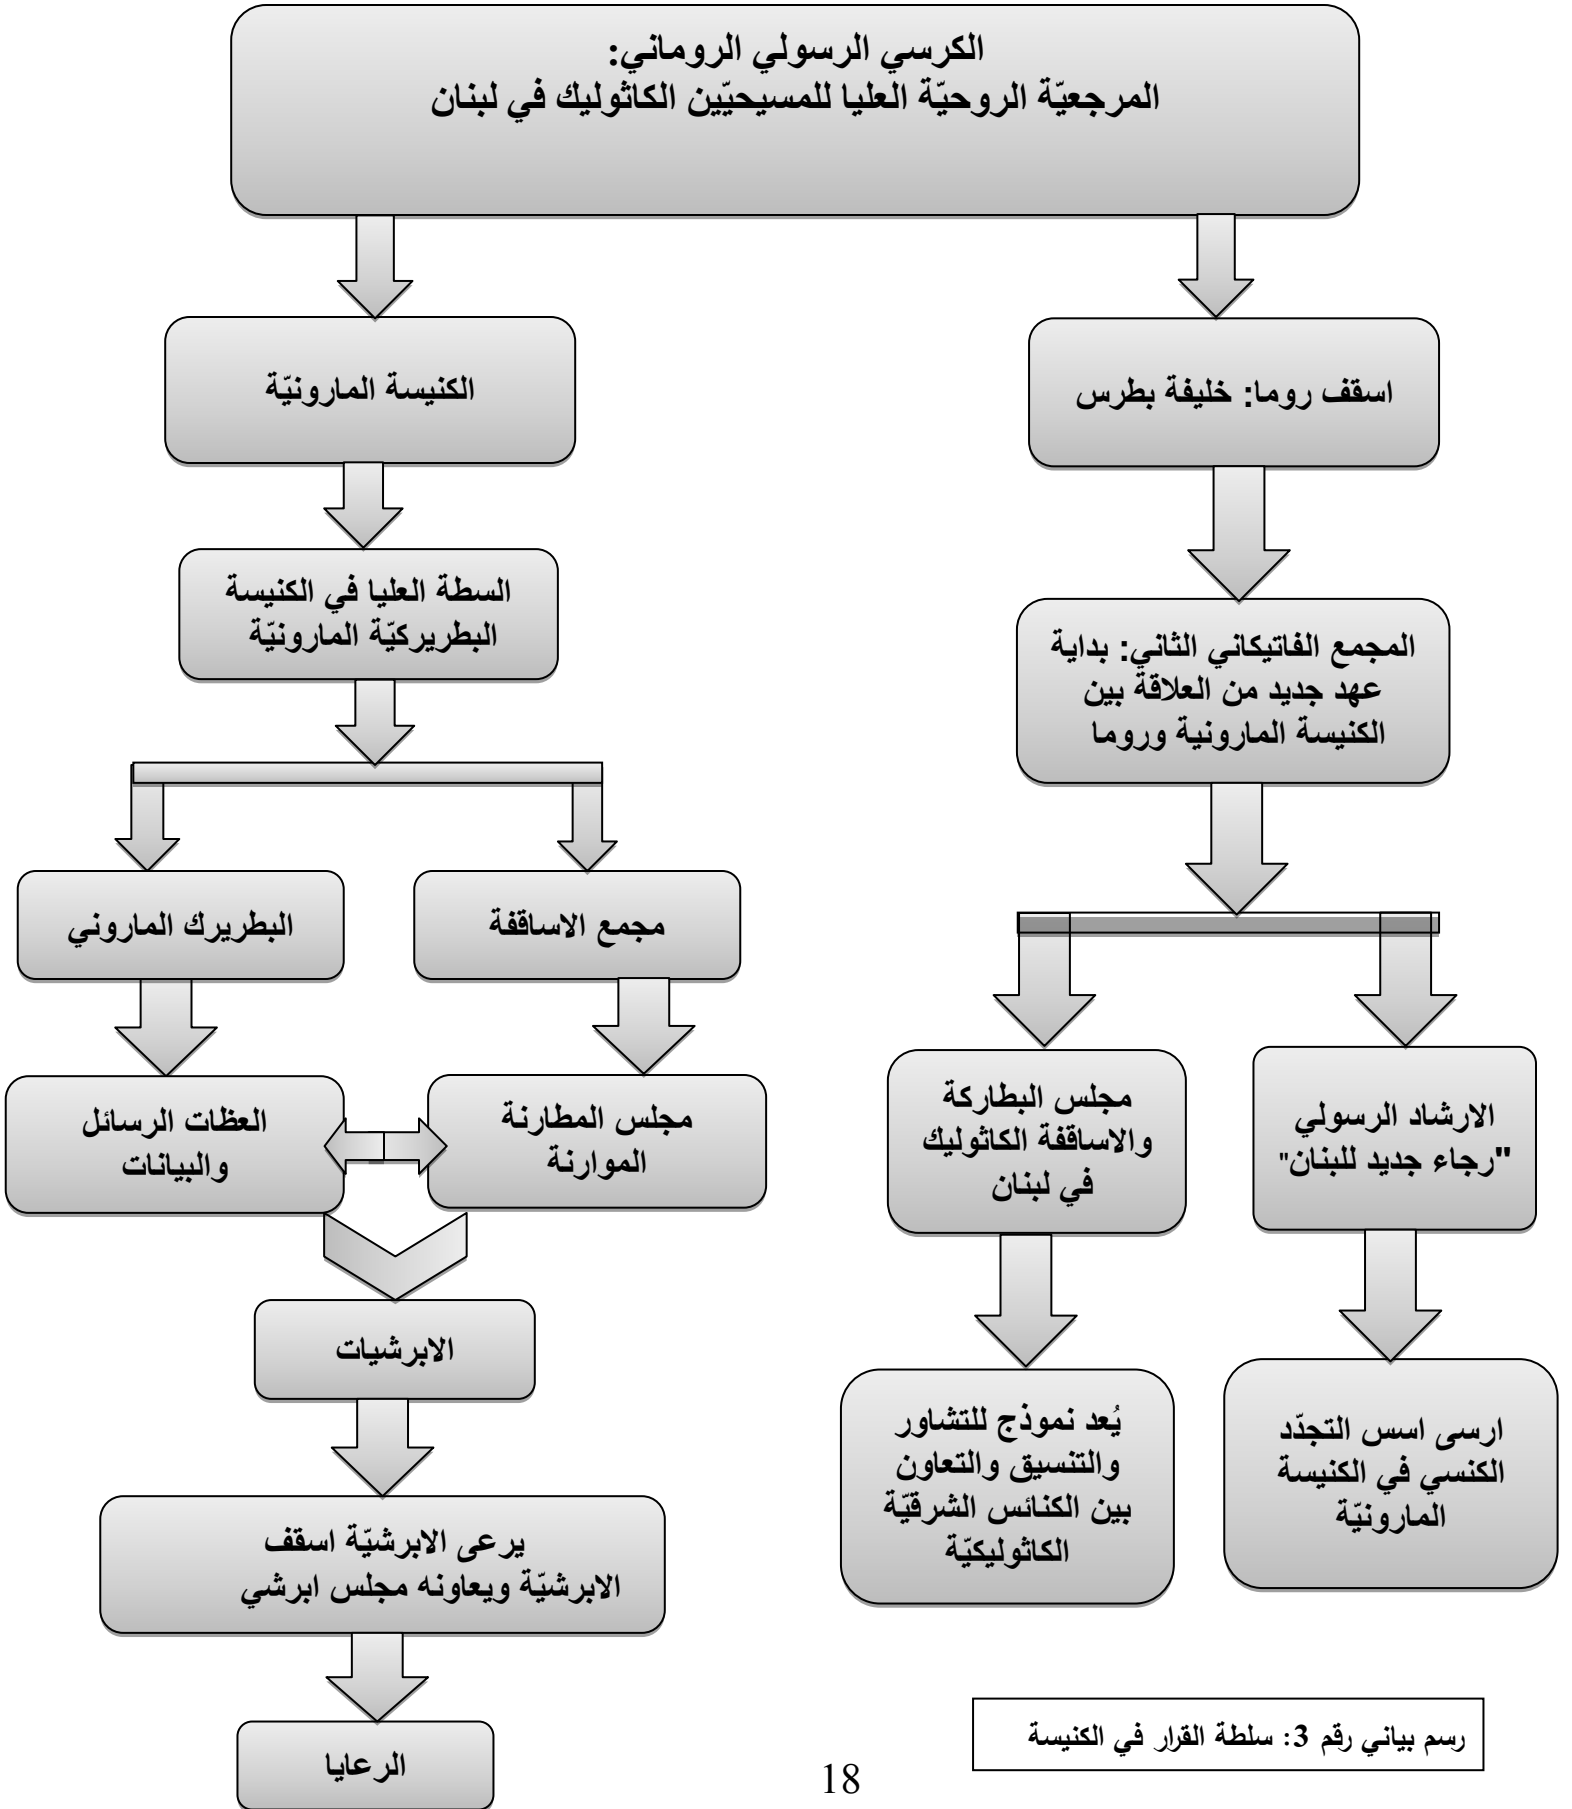 الكرسي الرسولي الروماني:
المرجعيّة الروحيّة العليا للمسيحيّين الكاثوليك في لبنان
اسقف روما: خليفة بطرس
المجمع الفاتيكاني الثاني: بداية
عهد جديد من العلاقة بين
الكنيسة المارونية وروما
الارشاد الرسولي
"رجاء جديد للبنان"
ارسى اسس التجدّد
الكنسي في الكنيسة
المارونيّة
مجلس البطاركة
والاساقفة الكاثوليك
في لبنان
يُعد نموذج للتشاور
والتنسيق والتعاون
بين الكنائس الشرقيّة
الكاثوليكيّة
الكنيسة المارونيّة
السطة العليا في الكنيسة
البطريركيّة المارونيّة
مجمع الاساقفة
البطريرك الماروني
مجلس المطارنة
الموارنة
العظات الرسائل
والبيانات
الابرشيات
يرعى الابرشيّة اسقف
الابرشيّة ويعاونه مجلس ابرشي
الرعايا
رسم بياني رقم 3: سلطة القرار في الكنيسة
18